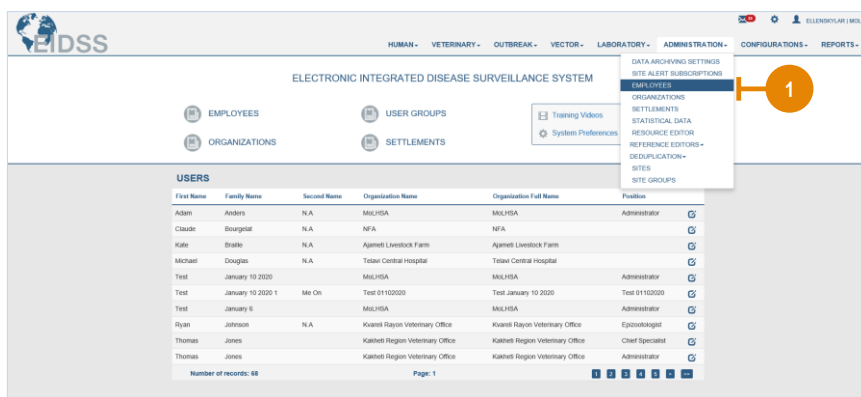 ELLENSKYLAR | MOL
EIDSS
HUMAN VETERINARY OUTBREAK VECTOR LABORATORY ADMINISTRATION CONFIGURATIONS REPORTS
DATA ARCHIVING SETTINGS
SITE ALERT SUBSCRIPTIONS
EMPLOYEES
ORGANIZATIONS
SETTLEMENTS
STATISTICAL DATA
RESOURCE EDITOR
REFERENCE EDITORS
DEDUPLICATION
SITES
SITE GROUPS
1
ELECTRONIC INTEGRATED DISEASE SURVEILLANCE SYSTEM
EMPLOYEES USER GROUPS Training Videos
System Preferences
ORGANIZATIONS SETTLEMENTS
USERS
First Name Family Name Second Name Organization Name Organization Full Name Position
Adam Anders N.A MoLHSA MoLHSA Administrator
Claude Bourgelat N.A NFA NFA
Kate Braille N.A Ajameti Livestock Farm Ajameti Livestock Farm
Michael Douglas N.A Telavi Central Hospital Telavi Central Hospital
Test January 10 2020 MoLHSA MoLHSA Administrator
Test January 10 2020 1 Me On Test 01102020 Test January 10 2020 Test 01102020
Test January 6 MoLHSA MoLHSA Administrator
Ryan Johnson N.A Kvareli Rayon Veterinary Office Kvareli Rayon Veterinary Office Epizootologist
Thomas Jones Kakheti Region Veterinary Office Kakheti Region Veterinary Office Chief Specialist
Thomas Jones Kakheti Region Veterinary Office Kakheti Region Veterinary Office Administrator
Number of records: 68 Page: 1 1 2 3 4 5 > >>